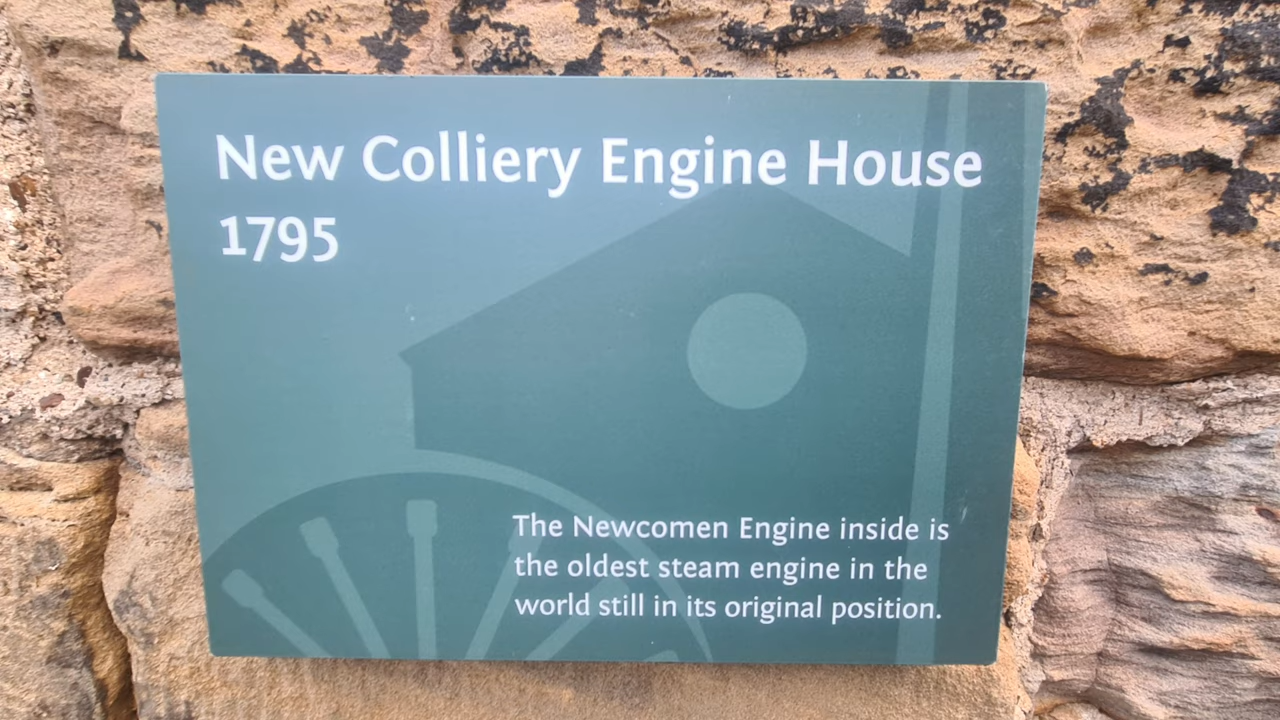 New Colliery Engine House
1795
The Newcomen Engine inside is
the oldest steam engine in the
world still in its original position.